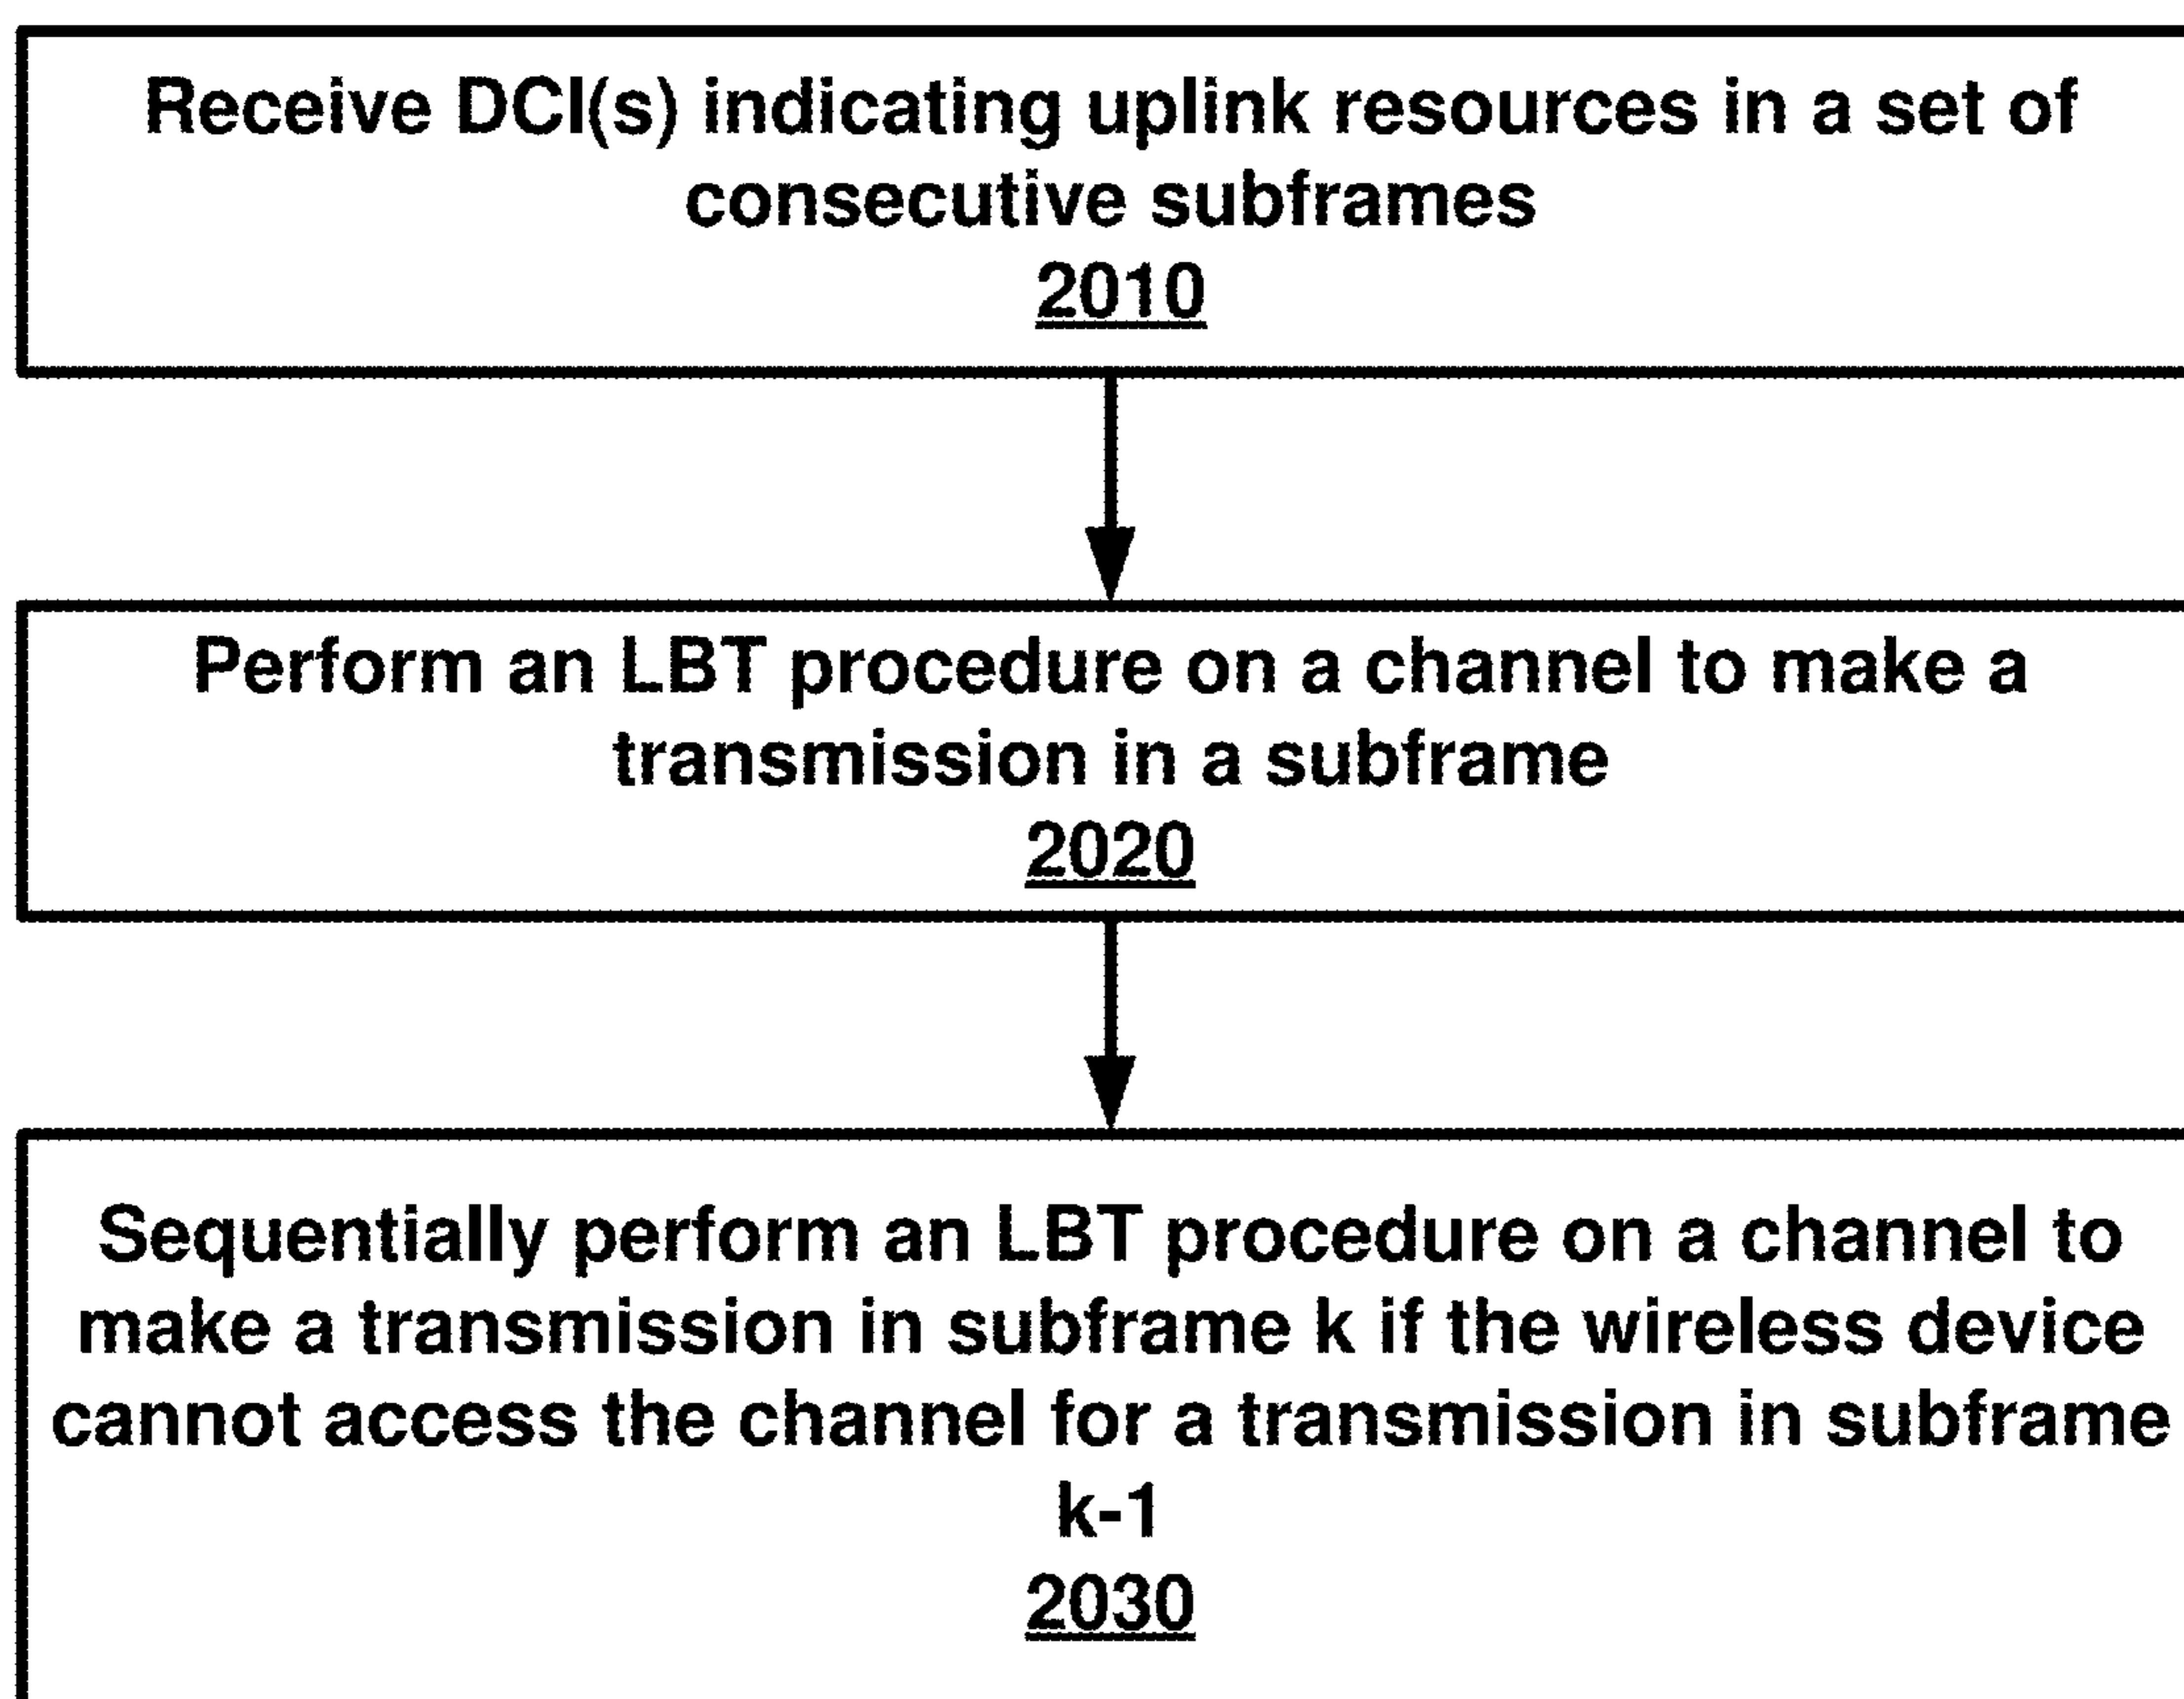 Receive DCI(s) indicating uplink resources in a set of
consecutive subframes
2010
Perform an LBT procedure on a channel to make a
transmission in a subframe
2020
Sequentially perform an LBT procedure on a channel to
make a transmission in subframe k if the wireless device
cannot access the channel for a transmission in subframe
k-1
2030